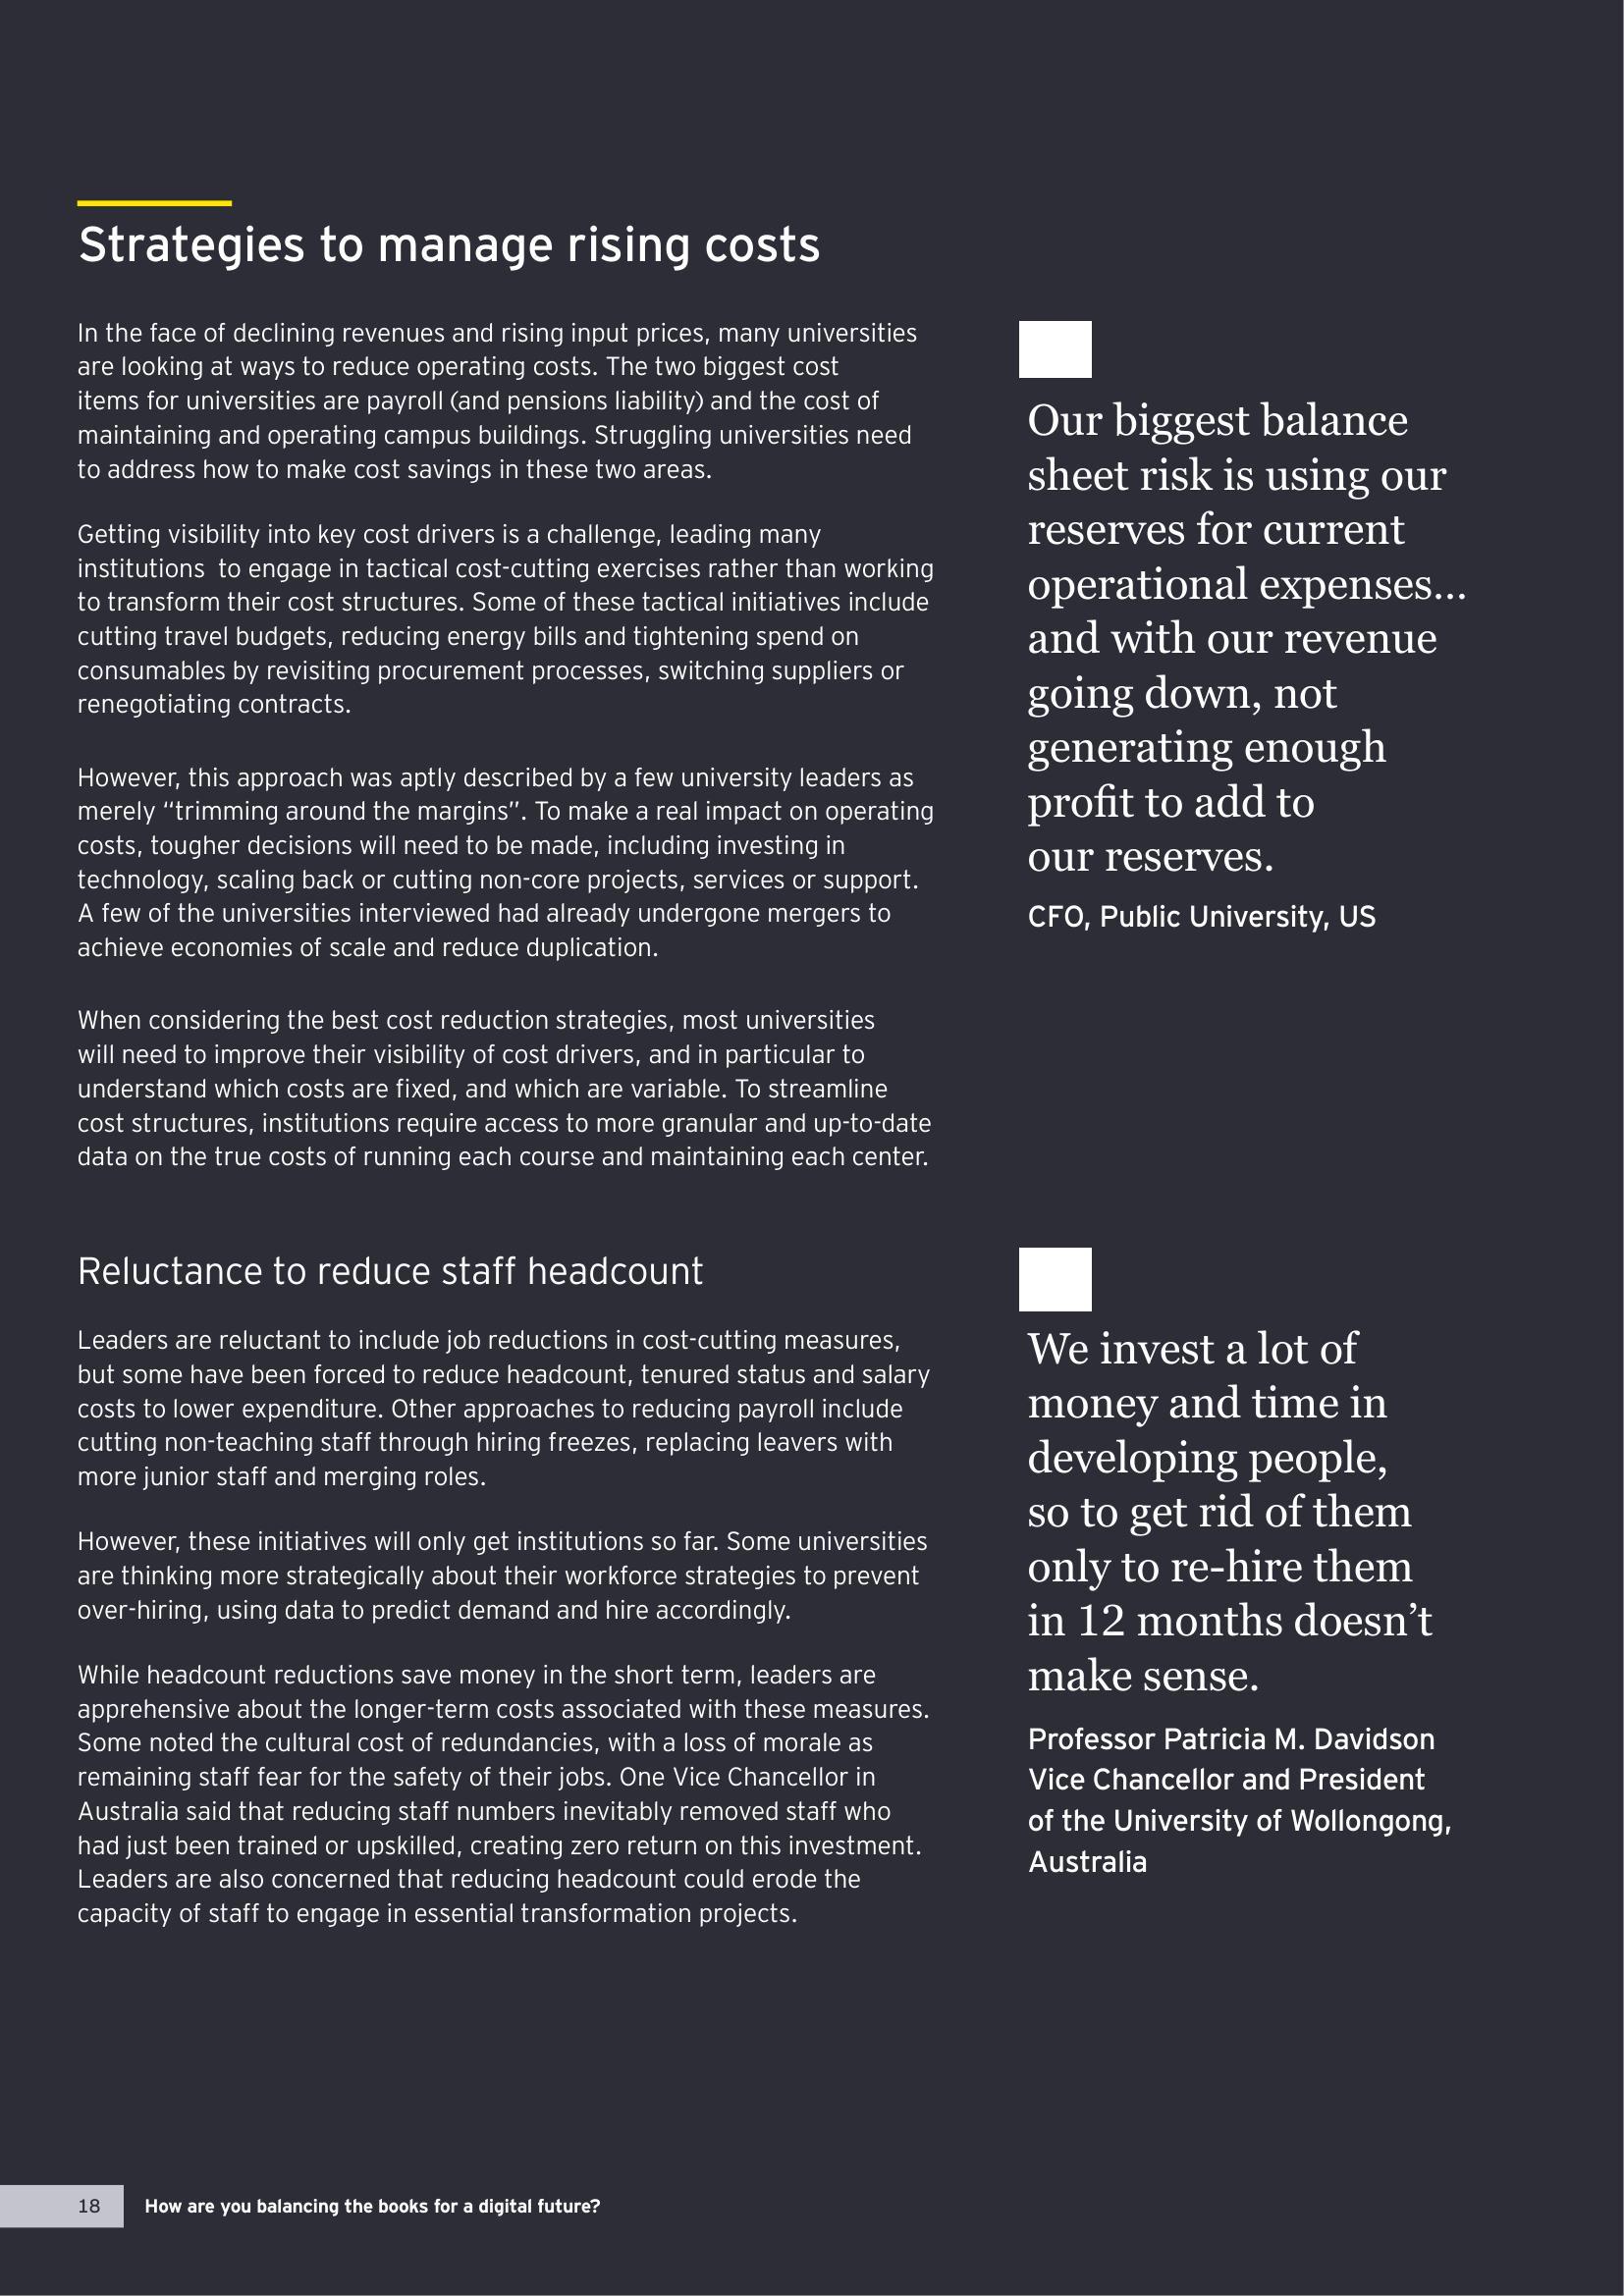 Strategies to manage rising costs
In the face of declining revenues and rising input prices, many universities
are looking at ways to reduce operating costs. The two biggest cost
items for universities are payroll (and pensions liability) and the cost of
maintaining and operating campus buildings. Struggling universities need
to address how to make cost savings in these two areas.
Getting visibility into key cost drivers is a challenge, leading many
institutions  to engage in tactical cost-cutting exercises rather than working
to transform their cost structures. Some of these tactical initiatives include
cutting travel budgets, reducing energy bills and tightening spend on
consumables by revisiting procurement processes, switching suppliers or
renegotiating contracts.
However, this approach was aptly described by a few university leaders as
merely “trimming around the margins”. To make a real impact on operating
costs, tougher decisions will need to be made, including investing in
technology, scaling back or cutting non-core projects, services or support.
A few of the universities interviewed had already undergone mergers to
achieve economies of scale and reduce duplication.
When considering the best cost reduction strategies, most universities
will need to improve their visibility of cost drivers, and in particular to
understand which costs are fixed, and which are variable. To streamline
cost structures, institutions require access to more granular and up-to-date
data on the true costs of running each course and maintaining each center.
Our biggest balance
sheet risk is using our
reserves for current
operational expenses...
and with our revenue
going down, not
generating enough
profit to add to
our reserves.
CFO, Public University, US
Reluctance to reduce staff headcount
Leaders are reluctant to include job reductions in cost-cutting measures,
but some have been forced to reduce headcount, tenured status and salary
costs to lower expenditure. Other approaches to reducing payroll include
cutting non-teaching staff through hiring freezes, replacing leavers with
more junior staff and merging roles.
However, these initiatives will only get institutions so far. Some universities
are thinking more strategically about their workforce strategies to prevent
over-hiring, using data to predict demand and hire accordingly.
While headcount reductions save money in the short term, leaders are
apprehensive about the longer-term costs associated with these measures.
Some noted the cultural cost of redundancies, with a loss of morale as
remaining staff fear for the safety of their jobs. One Vice Chancellor in
Australia said that reducing staff numbers inevitably removed staff who
had just been trained or upskilled, creating zero return on this investment.
Leaders are also concerned that reducing headcount could erode the
capacity of staff to engage in essential transformation projects.
We invest a lot of
money and time in
developing people,
so to get rid of them
only to re-hire them
in 12 months doesn’t
make sense.
Professor Patricia M. Davidson
Vice Chancellor and President
of the University of Wollongong,
Australia
18 How are you balancing the books for a digital future?